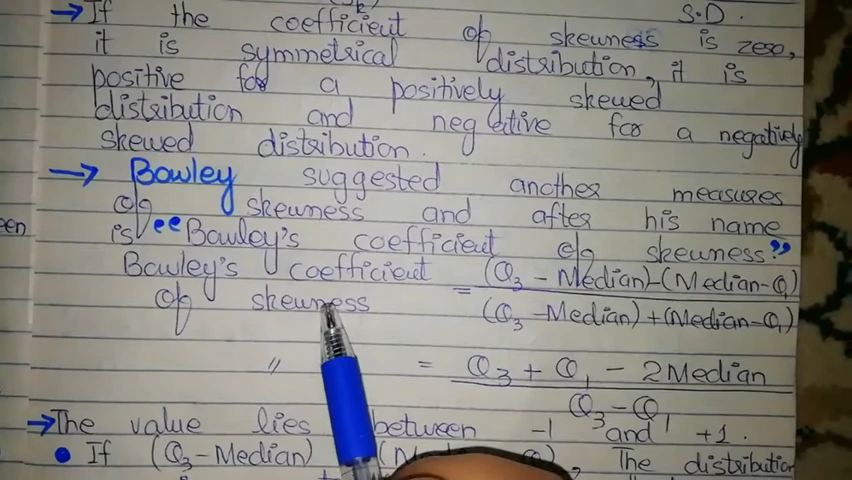 S.D.
→ If the coefficient of skewness is zero,
it is symmetrical distribution, it is
positive for a positively skewed
distribution and negative for a negatively
skewed distribution.
→ Bowley suggested another measures
of skewness and after his name
is "Bowley's coefficient of skewness"
Bowley's coefficient of skewness = (Q₃ - Median)-(Median-Q₁)
(Q₃ -Median)+(Median-Q₁)
〃 = Q₃ + Q₁ - 2Median
Q₃-Q₁
→ The value lies between -1 and +1.
• If (Q₃-Median) The distribution